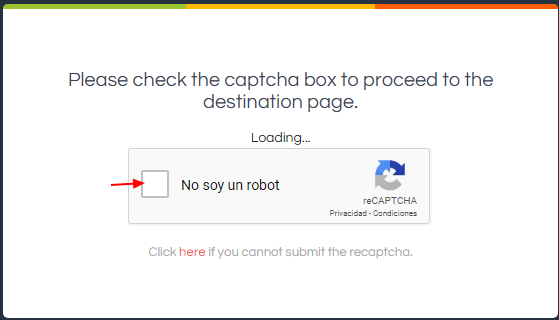 Please check the captcha box to proceed to the
destination page.
Loading...
No soy un robot
reCAPTCHA
Privacidad - Condiciones
Click here if you cannot submit the recaptcha.